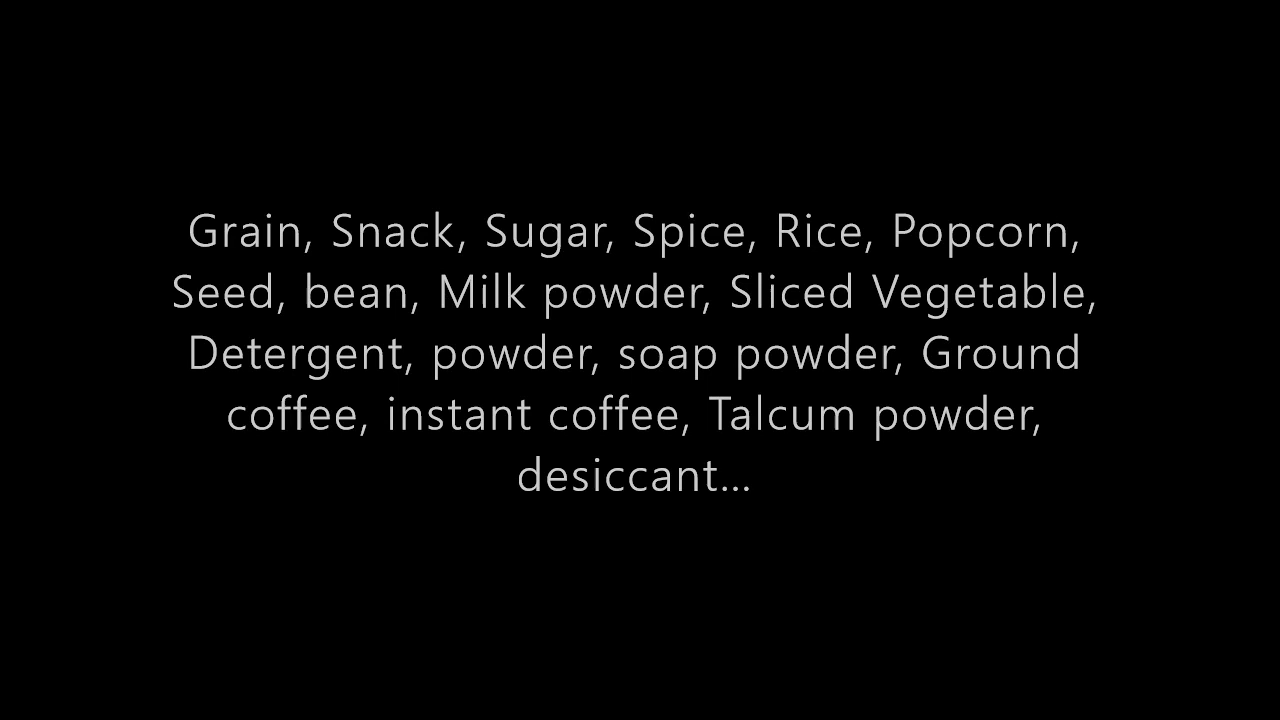 Grain, Snack, Sugar, Spice, Rice, Popcorn,
Seed, bean, Milk powder, Sliced Vegetable,
Detergent, powder, soap powder, Ground
coffee, instant coffee, Talcum powder,
desiccant...